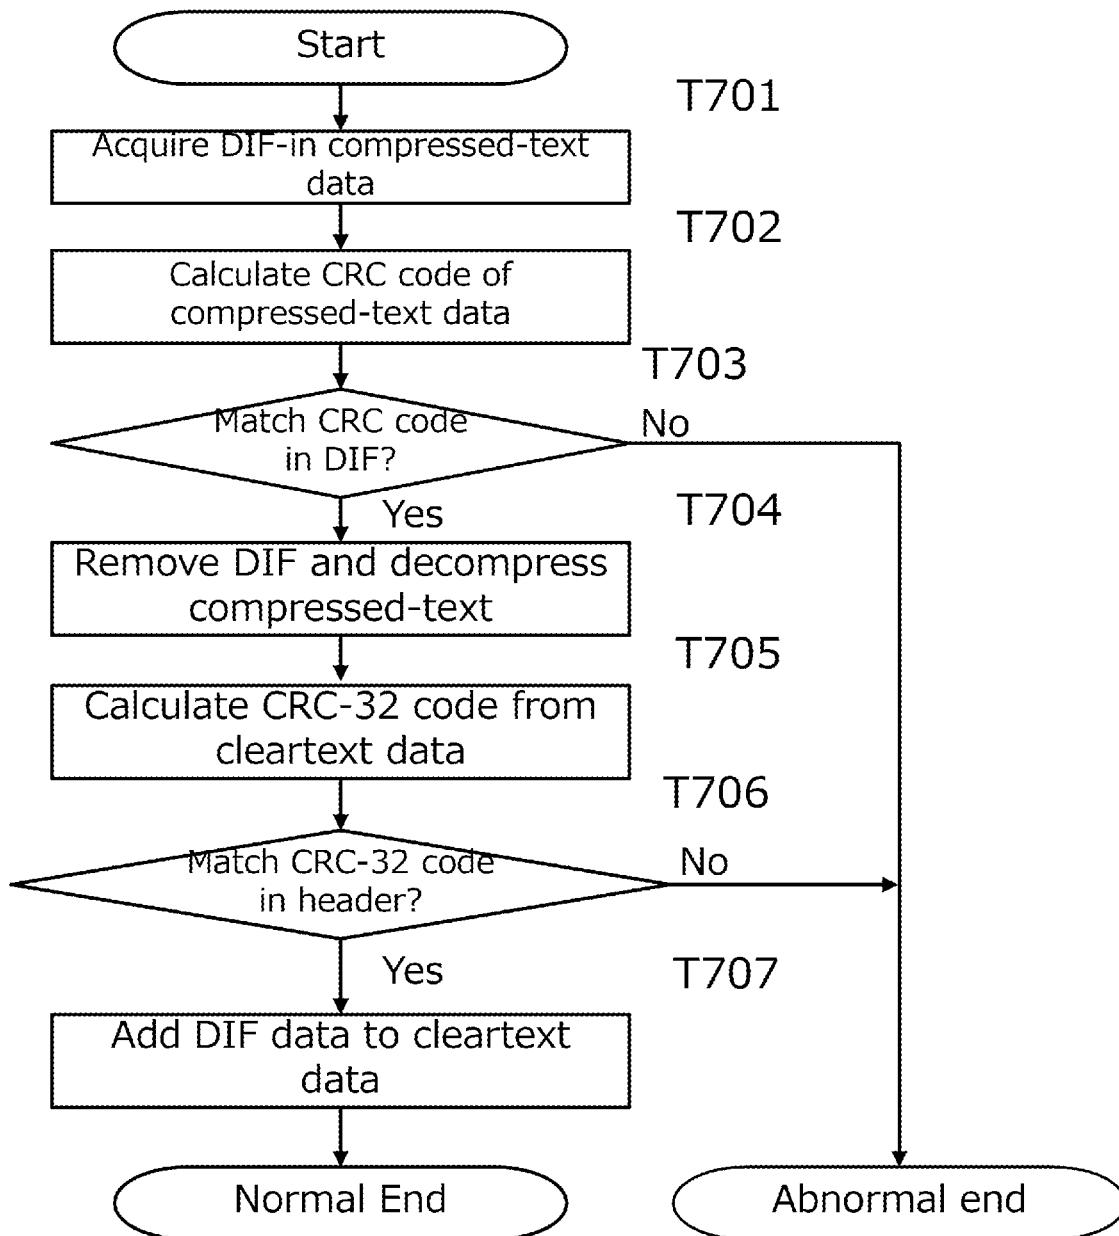 Start
T701
Acquire DIF-in compressed-text
data
T702
Calculate CRC code of
compressed-text data
T703
Match CRC code
in DIF?
No
Yes
T704
Remove DIF and decompress
compressed-text
T705
Calculate CRC-32 code from
cleartext data
T706
Match CRC-32 code
in header?
No
Yes
T707
Add DIF data to cleartext
data
Normal End
Abnormal end